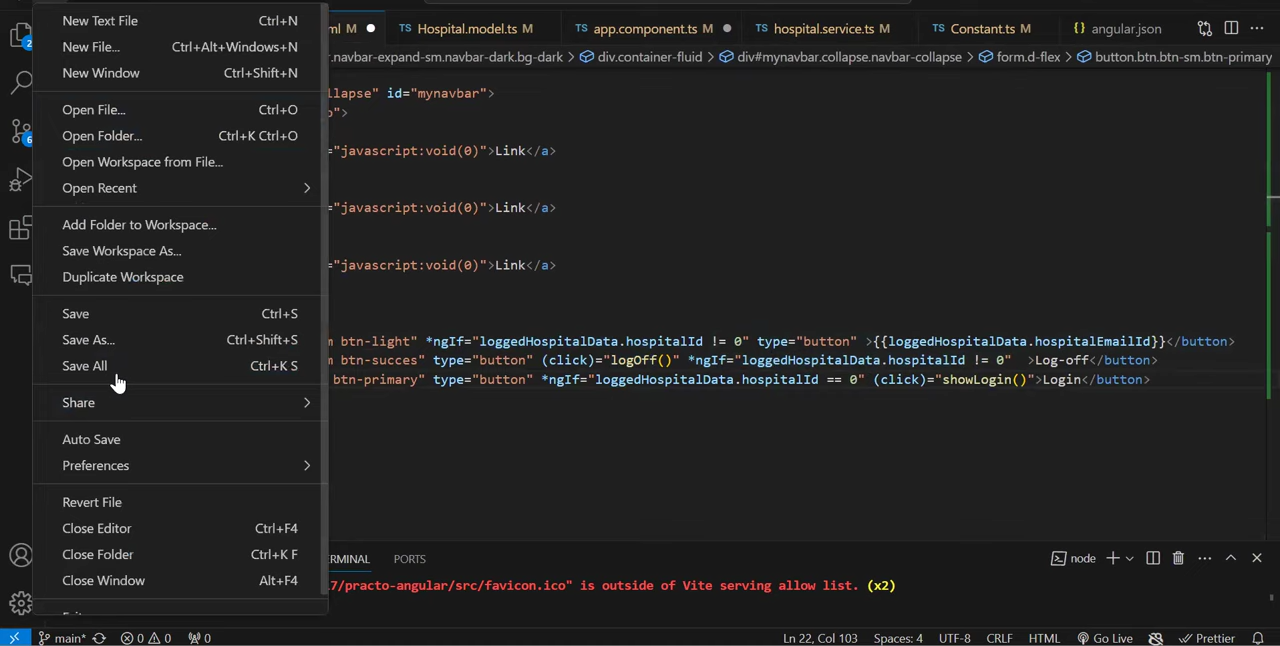 New Text File Ctrl+N
New File... Ctrl+Alt+Windows+N
New Window Ctrl+Shift+N
Open File... Ctrl+O
Open Folder... Ctrl+K Ctrl+O
Open Workspace from File...
Open Recent
Add Folder to Workspace...
Save Workspace As...
Duplicate Workspace
Save Ctrl+S
Save As... Ctrl+Shift+S
Save All Ctrl+K S
Share
Auto Save
Preferences
Revert File
Close Editor Ctrl+F4
Close Folder Ctrl+K F
Close Window Alt+F4
2
6
ml M TS Hospital.model.ts M TS app.component.ts M TS hospital.service.ts M TS Constant.ts M {} angular.json
r.navbar-expand-sm.navbar-dark.bg-dark > div.container-fluid > div#mynavbar.collapse.navbar-collapse > form.d-flex > button.btn.btn-sm.btn-primary
lapse" id="mynavbar">
o">
="javascript:void(0)">Link</a>
="javascript:void(0)">Link</a>
="javascript:void(0)">Link</a>
m btn-light" *ngIf="loggedHospitalData.hospitalId != 0" type="button" >{{loggedHospitalData.hospitalEmailId}}</button>
m btn-succes" type="button" (click)="logOff()" *ngIf="loggedHospitalData.hospitalId != 0"  >Log-off</button>
btn-primary" type="button" *ngIf="loggedHospitalData.hospitalId == 0" (click)="showLogin()">Login</button>
RMINAL PORTS node
7/practo-angular/src/favicon.ico" is outside of Vite serving allow list. (x2)
main* 0 0 0 Ln 22, Col 103 Spaces: 4 UTF-8 CRLF HTML Go Live Prettier